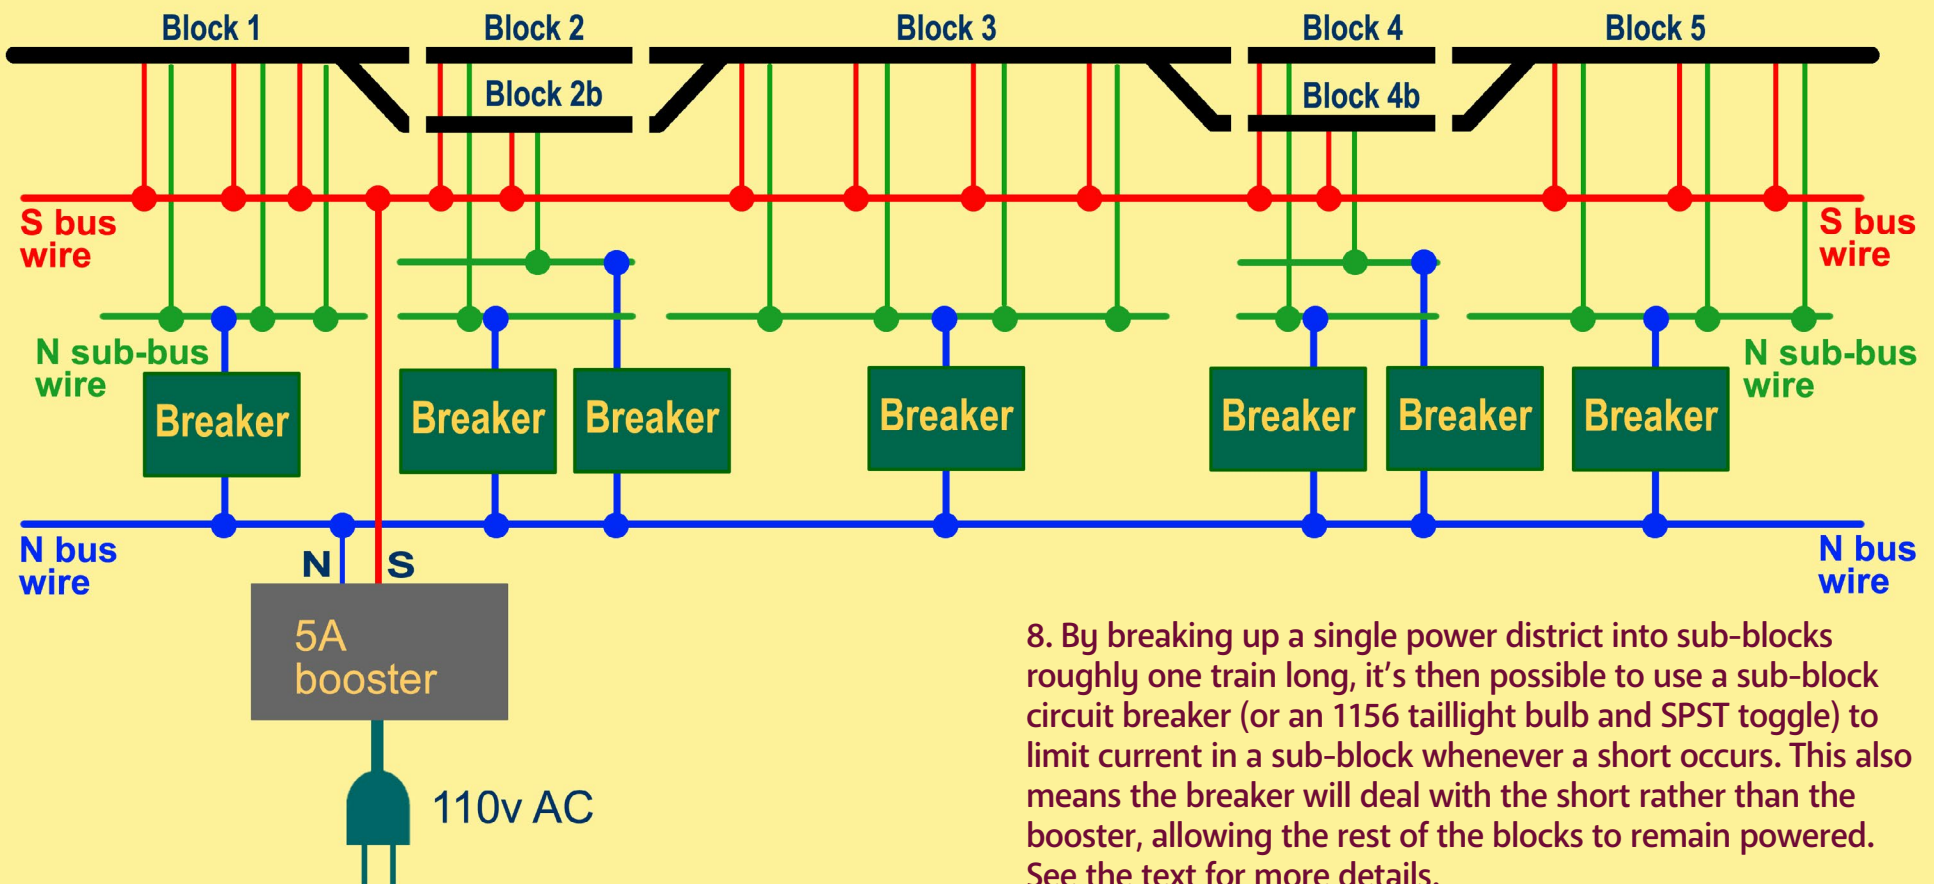 Block 1
Block 2
Block 3
Block 4
Block 5
Block 2b
Block 4b
S bus
wire
S bus
wire
N sub-bus
wire
N sub-bus
wire
Breaker
Breaker
Breaker
Breaker
Breaker
Breaker
Breaker
N bus
wire
N S
N bus
wire
5A
booster
110v AC
8. By breaking up a single power district into sub-blocks
roughly one train long, it's then possible to use a sub-block
circuit breaker (or an 1156 taillight bulb and SPST toggle) to
limit current in a sub-block whenever a short occurs. This also
means the breaker will deal with the short rather than the
booster, allowing the rest of the blocks to remain powered.
See the text for more details.